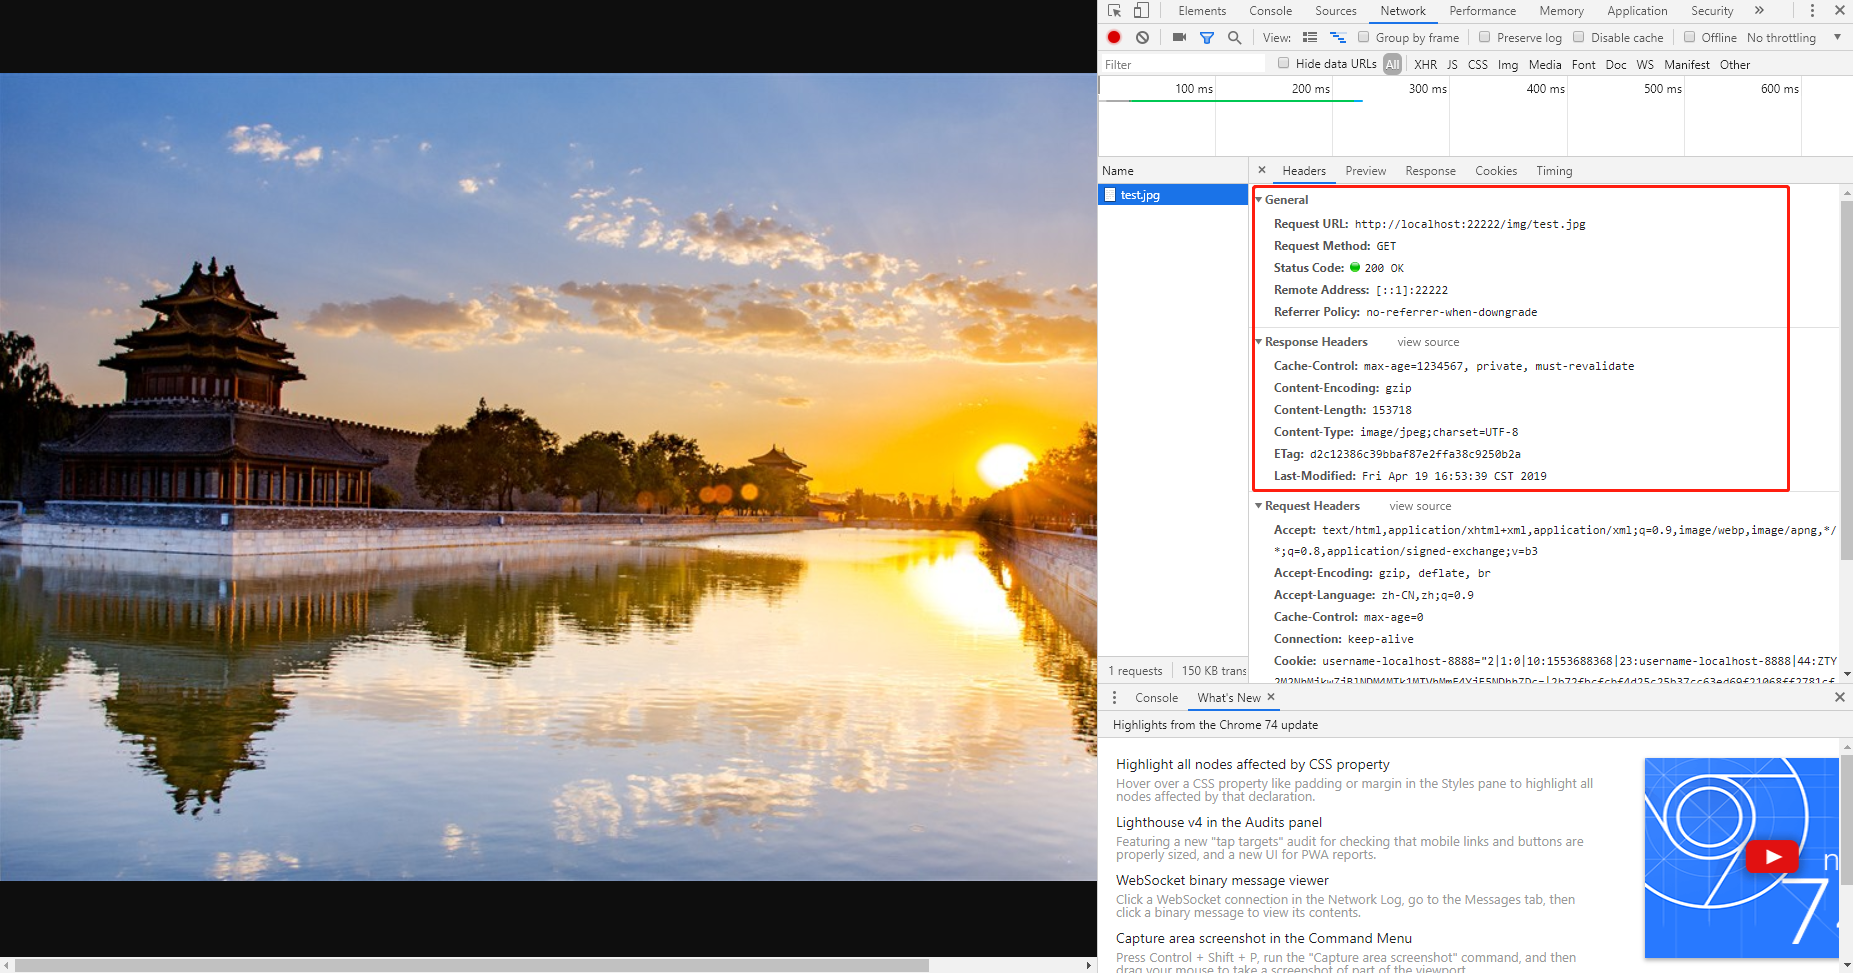 Elements Console Sources Network Performance Memory Application Security
View: Group by frame Preserve log Disable cache Offline No throttling
Filter Hide data URLs All XHR JS CSS Img Media Font Doc WS Manifest Other
100 ms 200 ms 300 ms 400 ms 500 ms 600 ms
Name
test.jpg
Headers Preview Response Cookies Timing
General
Request URL: http://localhost:22222/img/test.jpg
Request Method: GET
Status Code: 200 OK
Remote Address: [::1]:22222
Referrer Policy: no-referrer-when-downgrade
Response Headers view source
Cache-Control: max-age=1234567, private, must-revalidate
Content-Encoding: gzip
Content-Length: 153718
Content-Type: image/jpeg;charset=UTF-8
ETag: d2c12386c39bbaf87e2ffa38c9250b2a
Last-Modified: Fri Apr 19 16:53:39 CST 2019
Request Headers view source
Accept: text/html,application/xhtml+xml,application/xml;q=0.9,image/webp,image/apng,*/
*;q=0.8,application/signed-exchange;v=b3
Accept-Encoding: gzip, deflate, br
Accept-Language: zh-CN,zh;q=0.9
Cache-Control: max-age=0
Connection: keep-alive
Cookie: username-localhost-8888="2|1:0|10:1553688368|23:username-localhost-8888|44:ZTY
1 requests 150 KB trans
Console What's New
Highlights from the Chrome 74 update
Highlight all nodes affected by CSS property
Hover over a CSS property like padding or margin in the Styles pane to highlight all
nodes affected by that declaration.
Lighthouse v4 in the Audits panel
Featuring a new "tap targets" audit for checking that mobile links and buttons are
properly sized, and a new UI for PWA reports.
WebSocket binary message viewer
Click a WebSocket connection in the Network Log, go to the Messages tab, then
click a binary message to view its contents.
Capture area screenshot in the Command Menu
Press Control + Shift + P, run the "Capture area screenshot" command, and then
drag your mouse to take a screenshot of part of the viewport
n
74